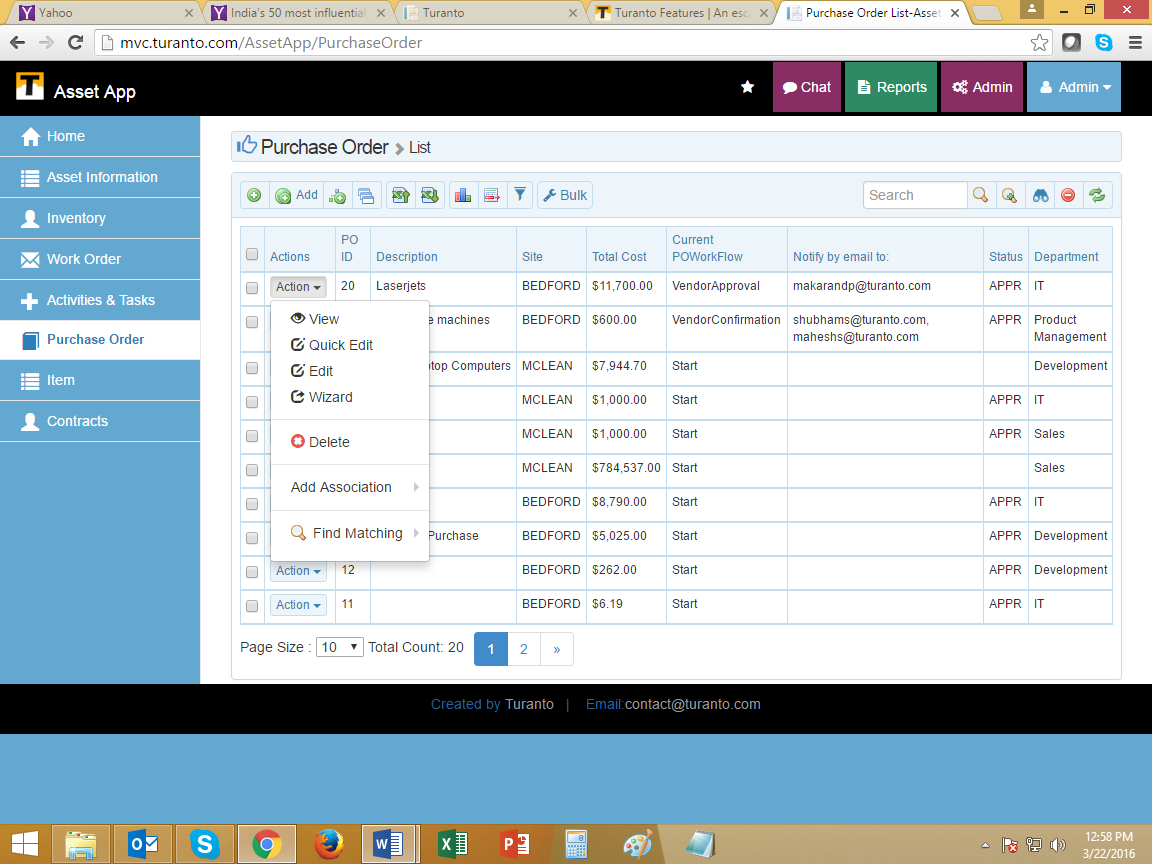 Yahoo
India's 50 most influential
Turanto
Turanto Features | An esc
Purchase Order List-Asset
mvc.turanto.com/AssetApp/PurchaseOrder
T Asset App
Chat
Reports
Admin
Admin
Home
Asset Information
Inventory
Work Order
Activities & Tasks
Purchase Order
Item
Contracts
Purchase Order > List
Add
Bulk
Search
Actions PO ID Description Site Total Cost Current POWorkFlow Notify by email to: Status Department
Action 20 Laserjets BEDFORD $11,700.00 VendorApproval makarandp@turanto.com APPR IT
e machines BEDFORD $600.00 VendorConfirmation shubhams@turanto.com, maheshs@turanto.com APPR Product Management
top Computers MCLEAN $7,944.70 Start Development
MCLEAN $1,000.00 Start APPR IT
MCLEAN $1,000.00 Start APPR Sales
MCLEAN $784,537.00 Start Sales
BEDFORD $8,790.00 Start APPR IT
Purchase BEDFORD $5,025.00 Start APPR Development
Action 12 BEDFORD $262.00 Start APPR Development
Action 11 BEDFORD $6.19 Start APPR IT
View
Quick Edit
Edit
Wizard
Delete
Add Association
Find Matching
Page Size : 10 Total Count: 20 1 2 »
Created by Turanto | Email:contact@turanto.com
12:58 PM
3/22/2016